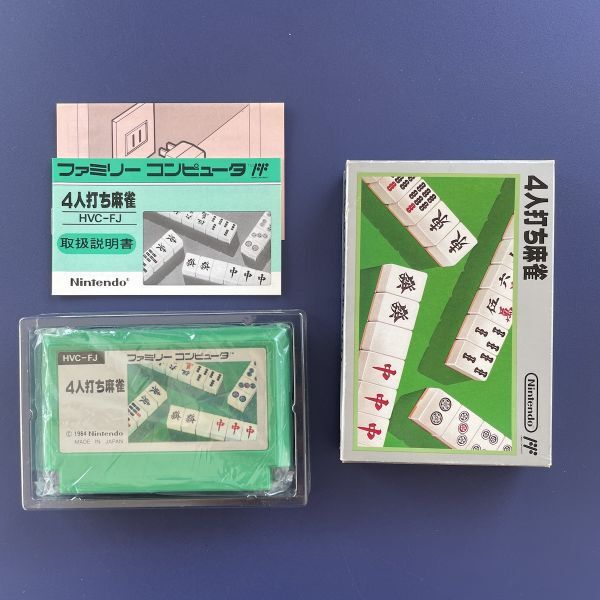 ファミリー コンピュータ
4人打ち麻雀
HVC-FJ
取扱説明書
Nintendo®
HVC-FJ
ファミリー コンピュータ
4人打ち麻雀
© 1984 Nintendo
MADE IN JAPAN
4人打ち麻雀
Nintendo